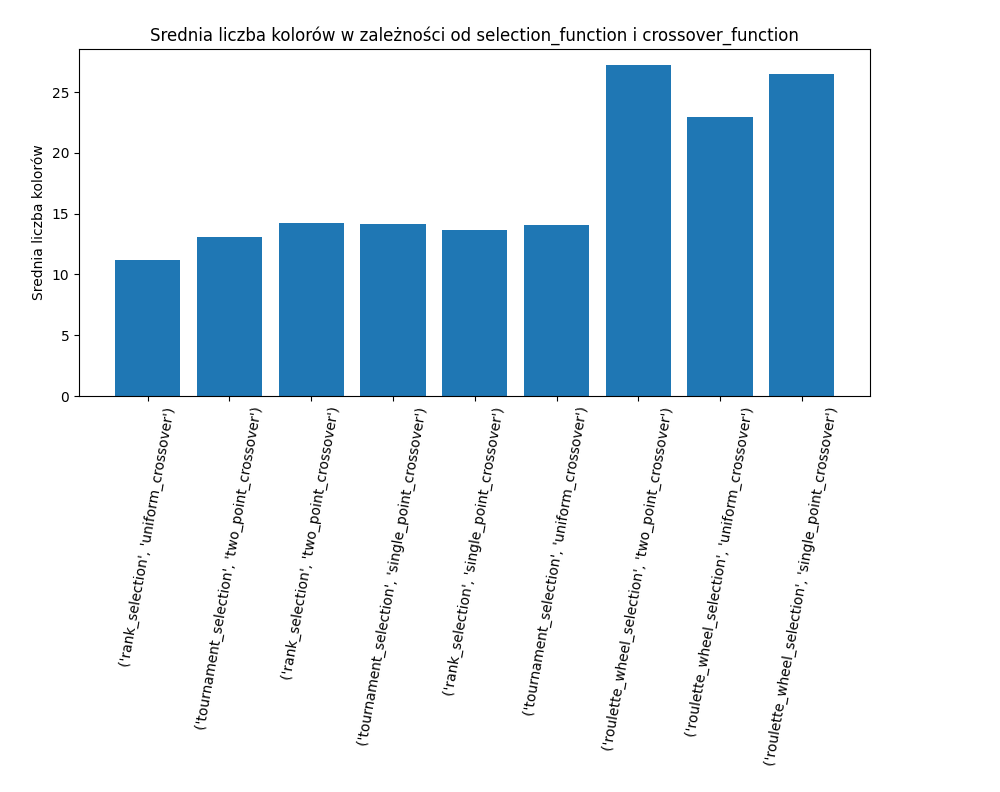 Srednia liczba kolorów w zależności od selection_function i crossover_function
Srednia liczba kolorów
25
20
15
10
5
0
('rank_selection', 'uniform_crossover')
('tournament_selection', 'two_point_crossover')
('rank_selection', 'two_point_crossover')
('tournament_selection', 'single_point_crossover')
('rank_selection', 'single_point_crossover')
('tournament_selection', 'uniform_crossover')
('roulette_wheel_selection', 'two_point_crossover')
('roulette_wheel_selection', 'uniform_crossover')
('roulette_wheel_selection', 'single_point_crossover')